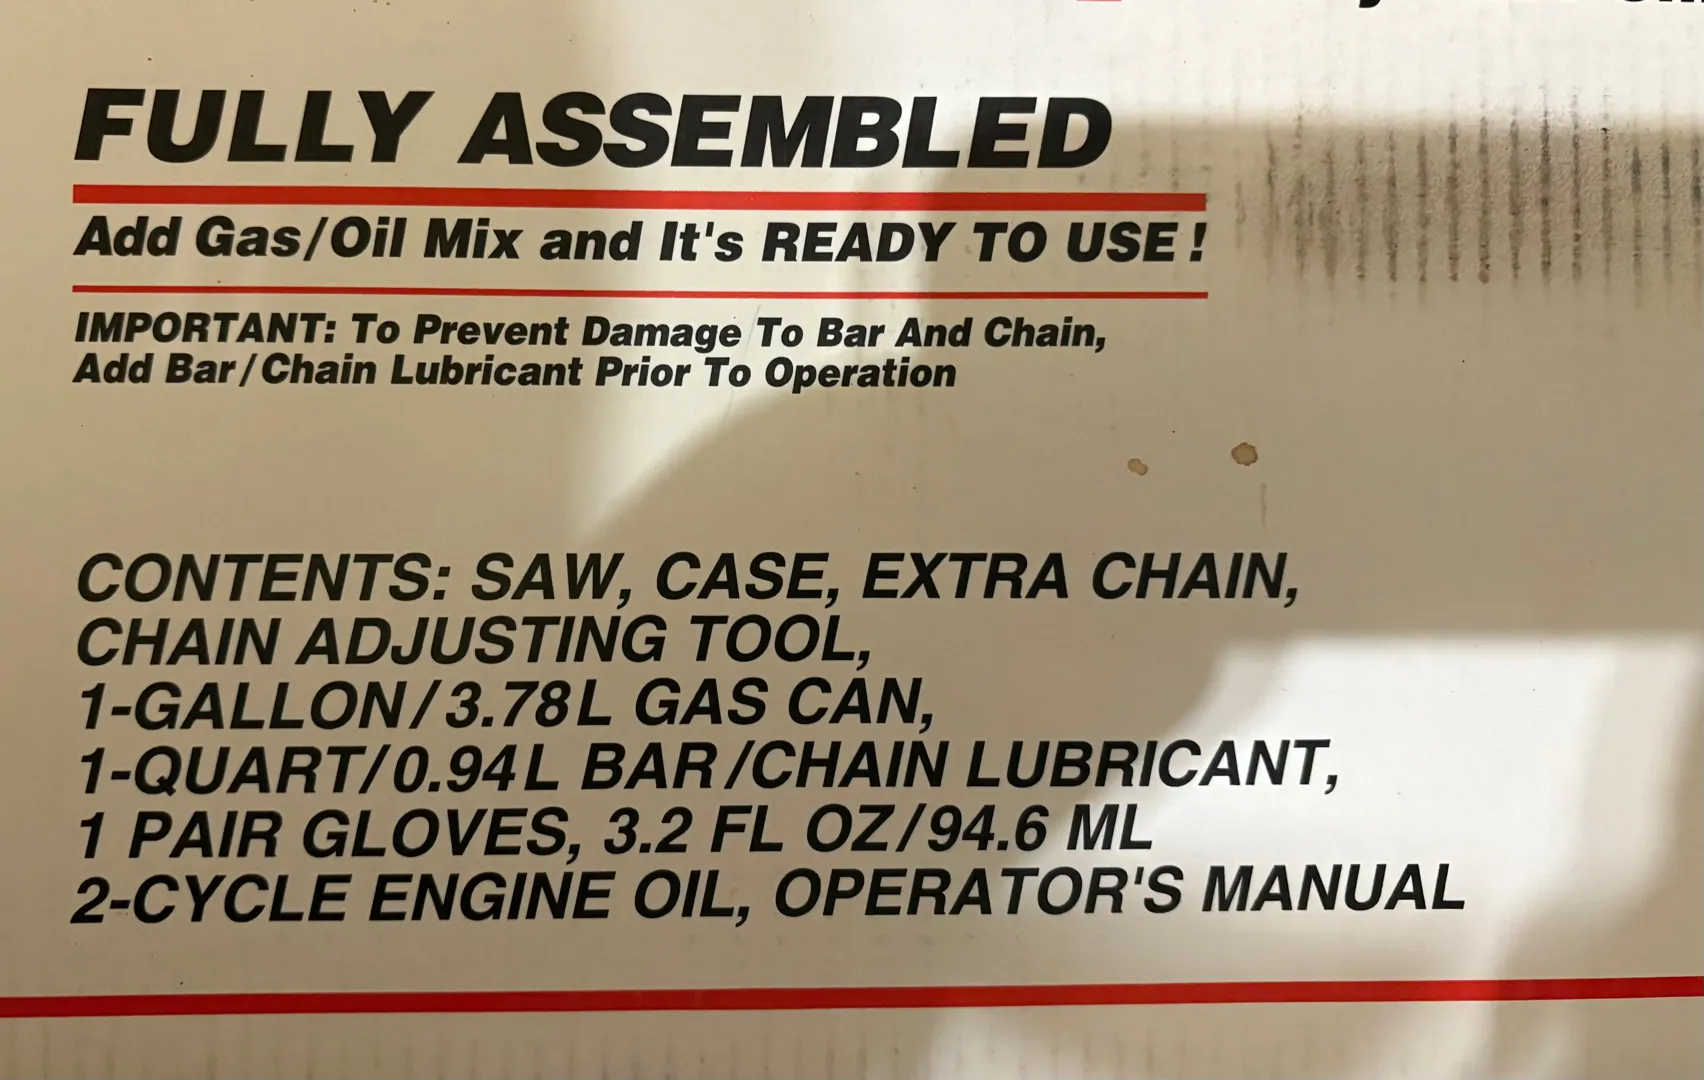 FULLY ASSEMBLED
Add Gas/Oil Mix and It's READY TO USE!
IMPORTANT: To Prevent Damage To Bar And Chain,
Add Bar/Chain Lubricant Prior To Operation
CONTENTS: SAW, CASE, EXTRA CHAIN,
CHAIN ADJUSTING TOOL,
1-GALLON/3.78L GAS CAN,
1-QUART/0.94L BAR/CHAIN LUBRICANT,
1 PAIR GLOVES, 3.2 FL OZ/94.6 ML
2-CYCLE ENGINE OIL, OPERATOR'S MANUAL